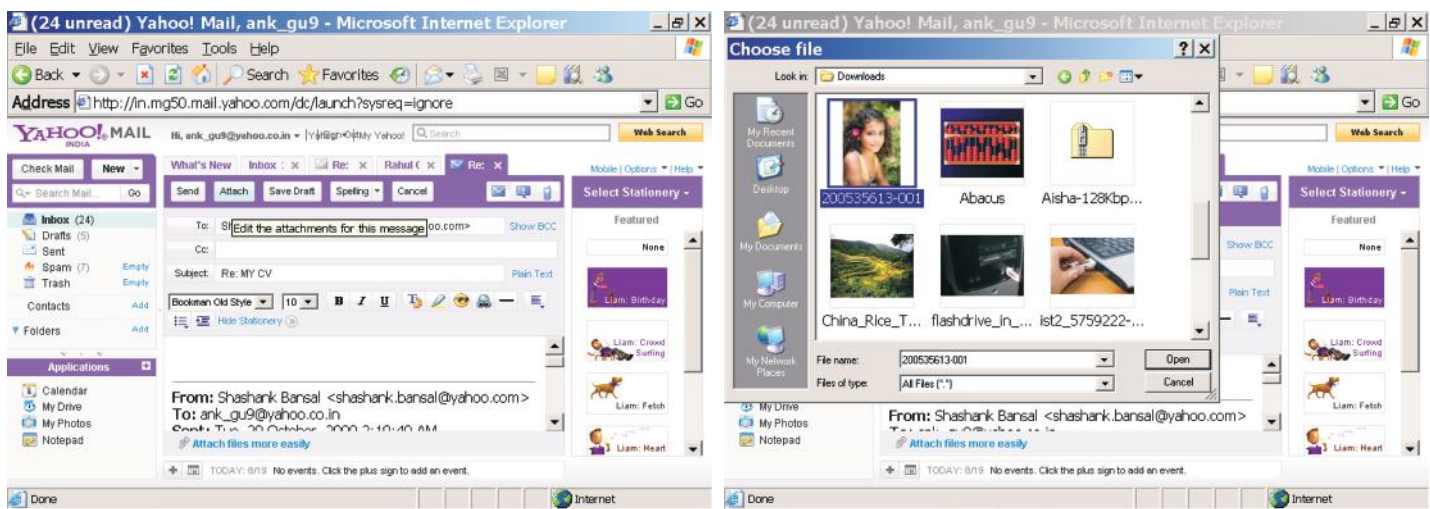 (24 unread) Yahoo! Mail, ank_gu9 - Microsoft Internet Explorer
File Edit View Favorites Tools Help
Back Search Favorites
Address http://in.mg50.mail.yahoo.com/dc/launch?sysreq=ignore Go
YAHOO! MAIL
INDIA
Hi, ank_gu9@yahoo.co.in My Yahoo! Search Web Search
Check Mail New
What's New Inbox : x Re: x Rahul ( x Re: x
Mobile | Options | Help
Search Mail... Go
Send Attach Save Draft Spelling Cancel
Select Stationery
Inbox (24)
Drafts (5)
Sent
Spam (7) Empty
Trash Empty
Contacts Add
Folders Add
Applications
Calendar
My Drive
My Photos
Notepad
To: Edit the attachments for this message oo.com> Show BCC
Cc:
Subject: Re: MY CV Plain Text
Bookman Old Style 10 B I U
Hide Stationery
From: Shashank Bansal <shashank.bansal@yahoo.com>
To: ank_gu9@yahoo.co.in
Attach files more easily
TODAY: 8/19 No events. Click the plus sign to add an event.
Featured
None
Liam: Birthday
Liam: Crowd
Surfing
Liam: Fetch
Liam: Heart
Done Internet
(24 unread) Yahoo! Mail, ank_gu9 - Microsoft Internet Explorer
Choose file
Look in: Downloads
Go
My Recent
Documents
Desktop
My Documents
My Computer
My Network
Places
200535613-001 Abacus Aisha-128Kbp...
China_Rice_T... flashdrive_in_... ist2_5759222-...
File name: 200535613-001 Open
Files of type: All Files (*.*) Cancel
Web Search
Mobile | Options | Help
Select Stationery
Featured
Show BCC
None
Plain Text
Liam: Birthday
Liam: Crowd
Surfing
Liam: Fetch
Liam: Heart
My Drive
My Photos
Notepad
From: Shashank Bansal <shashank.bansal@yahoo.com>
Attach files more easily
TODAY: 8/19 No events. Click the plus sign to add an event.
Done Internet